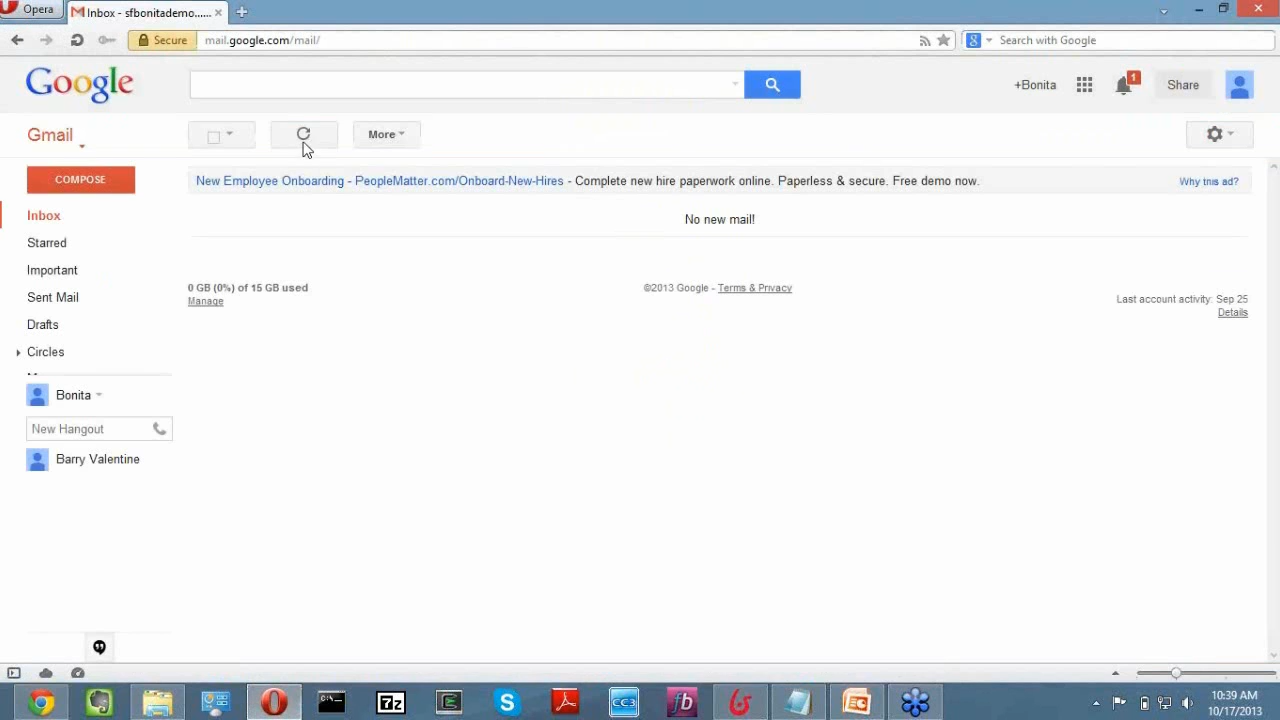 Opera
Inbox - sfbonitademo......
Secure
mail.google.com/mail/
Search with Google
Google
+Bonita
1
Share
Gmail
More
COMPOSE
New Employee Onboarding - PeopleMatter.com/Onboard-New-Hires - Complete new hire paperwork online. Paperless & secure. Free demo now.
Why this ad?
Inbox
No new mail!
Starred
Important
0 GB (0%) of 15 GB used
Manage
©2013 Google - Terms & Privacy
Last account activity: Sep 25
Details
Sent Mail
Drafts
Circles
Bonita
New Hangout
Barry Valentine
7z
CC3
fb
10:39 AM
10/17/2013